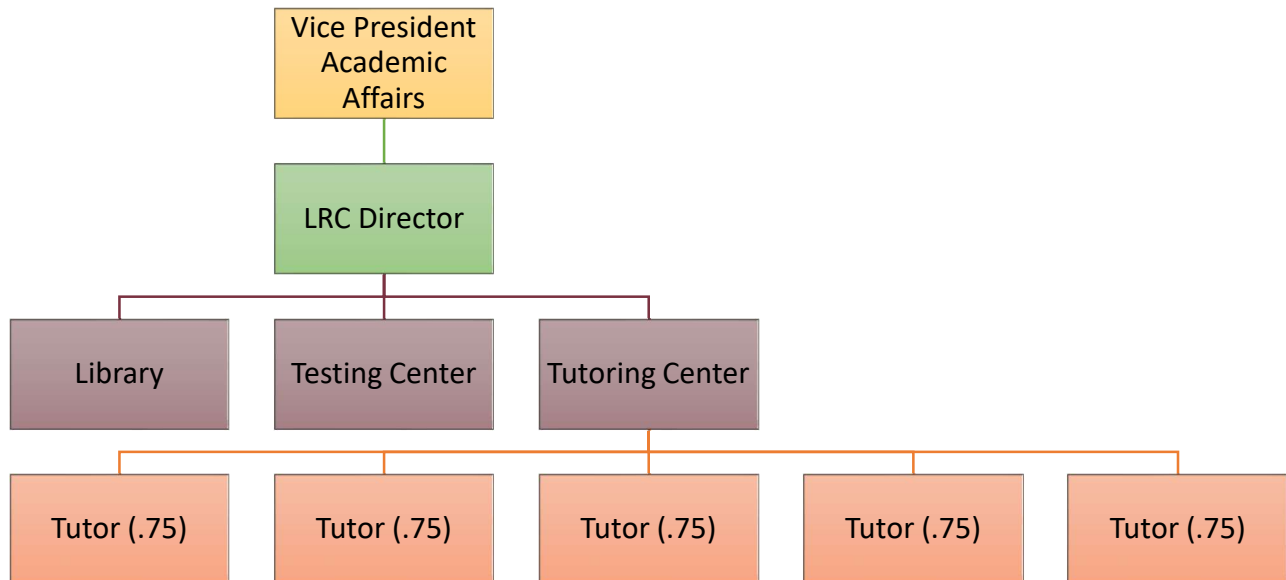 Vice President
Academic
Affairs
LRC Director
Library
Testing Center
Tutoring Center
Tutor (.75)
Tutor (.75)
Tutor (.75)
Tutor (.75)
Tutor (.75)